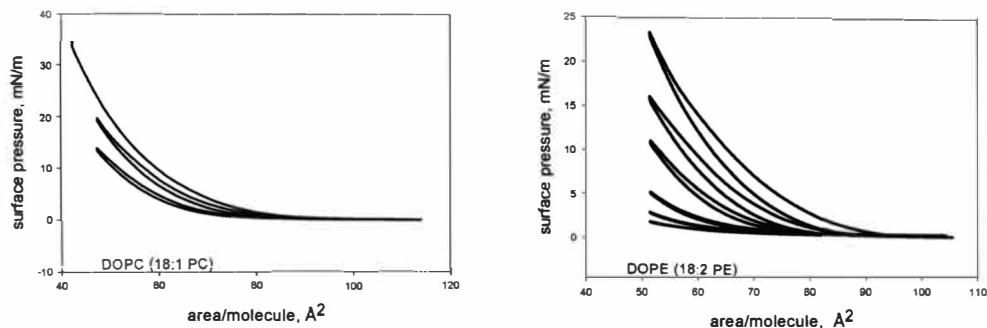 surface pressure, mN/m
40
30
20
10
0
-10
DOPC (18:1 PC)
40 60 80 100 120
area/molecule, Å2
surface pressure, mN/m
25
20
15
10
5
0
DOPE (18:2 PE)
40 50 60 70 80 90 100 110
area/molecule, Å2